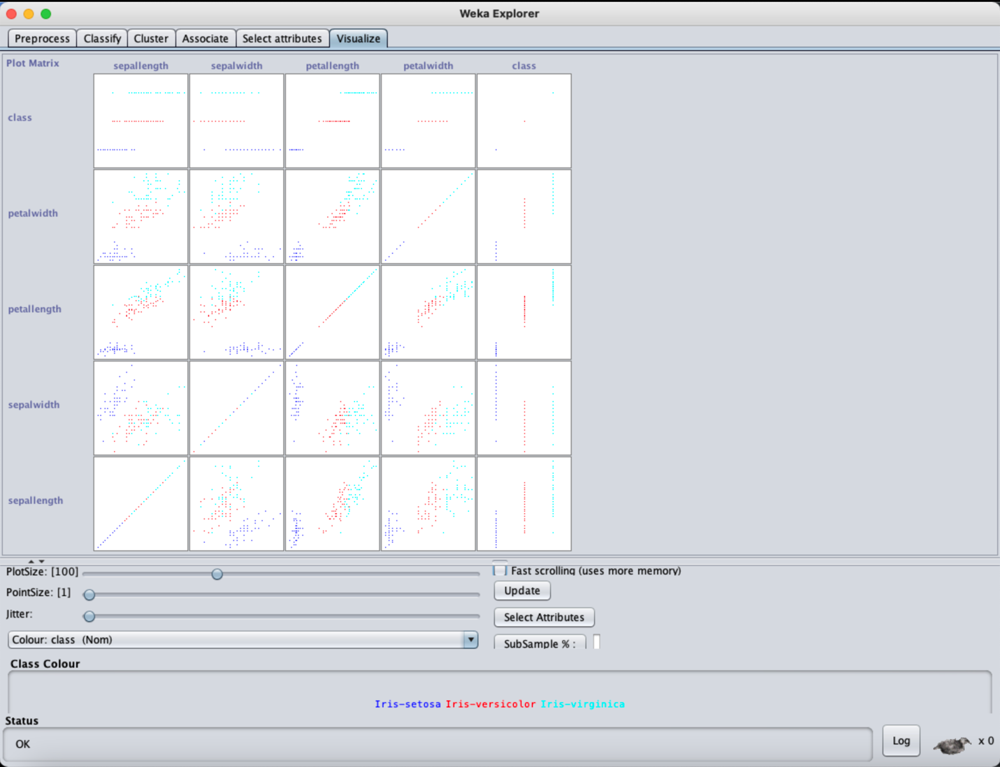 Weka Explorer
Preprocess Classify Cluster Associate Select attributes Visualize
Plot Matrix sepallength sepalwidth petallength petalwidth class
class
petalwidth
petallength
sepalwidth
sepallength
PlotSize: [100]
Fast scrolling (uses more memory)
PointSize: [1]
Update
Jitter:
Select Attributes
Colour: class (Nom)
SubSample % :
Class Colour
Iris-setosa Iris-versicolor Iris-virginica
Status
OK
Log
x 0